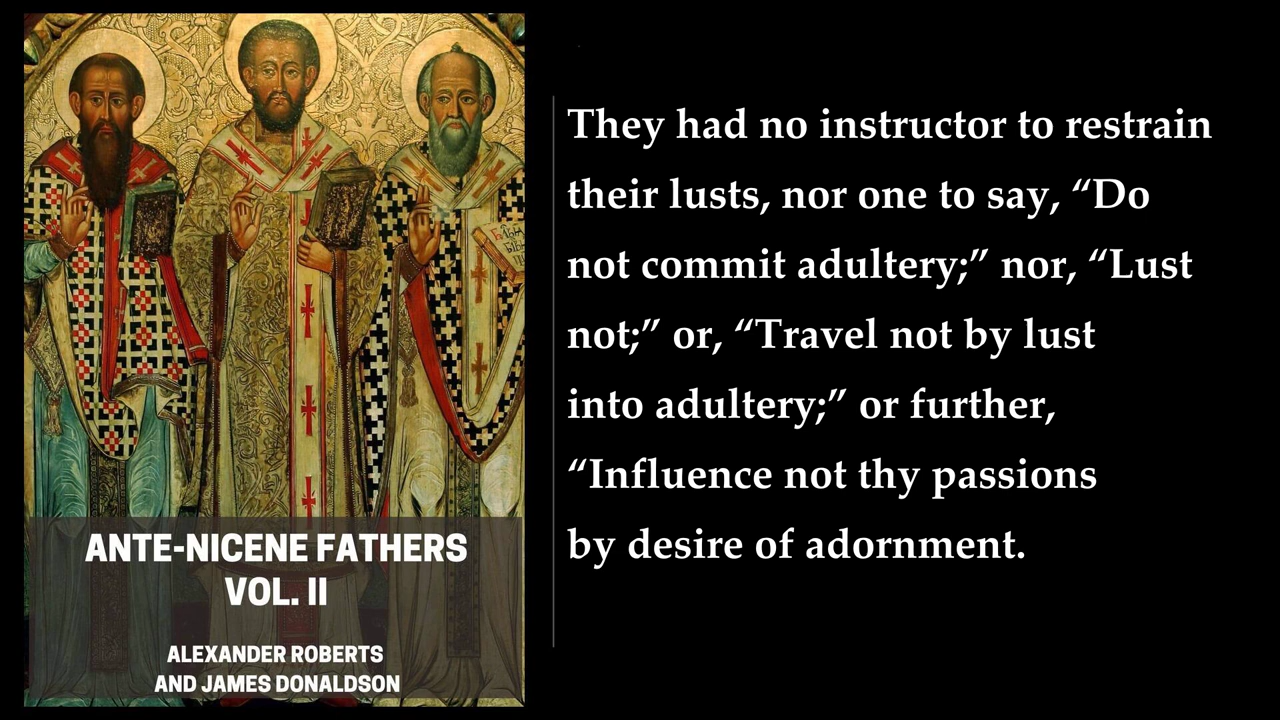 ANTE-NICENE FATHERS
VOL. II
ALEXANDER ROBERTS
AND JAMES DONALDSON
They had no instructor to restrain
their lusts, nor one to say, “Do
not commit adultery;” nor, “Lust
not;” or, “Travel not by lust
into adultery;” or further,
“Influence not thy passions
by desire of adornment.